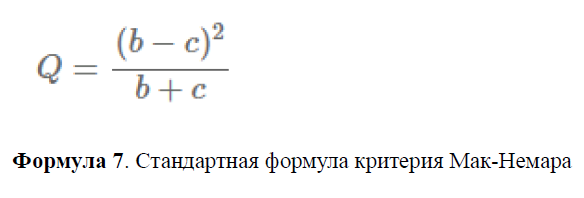 Q = (b − c)² / b + c
Формула 7. Стандартная формула критерия Мак-Немара